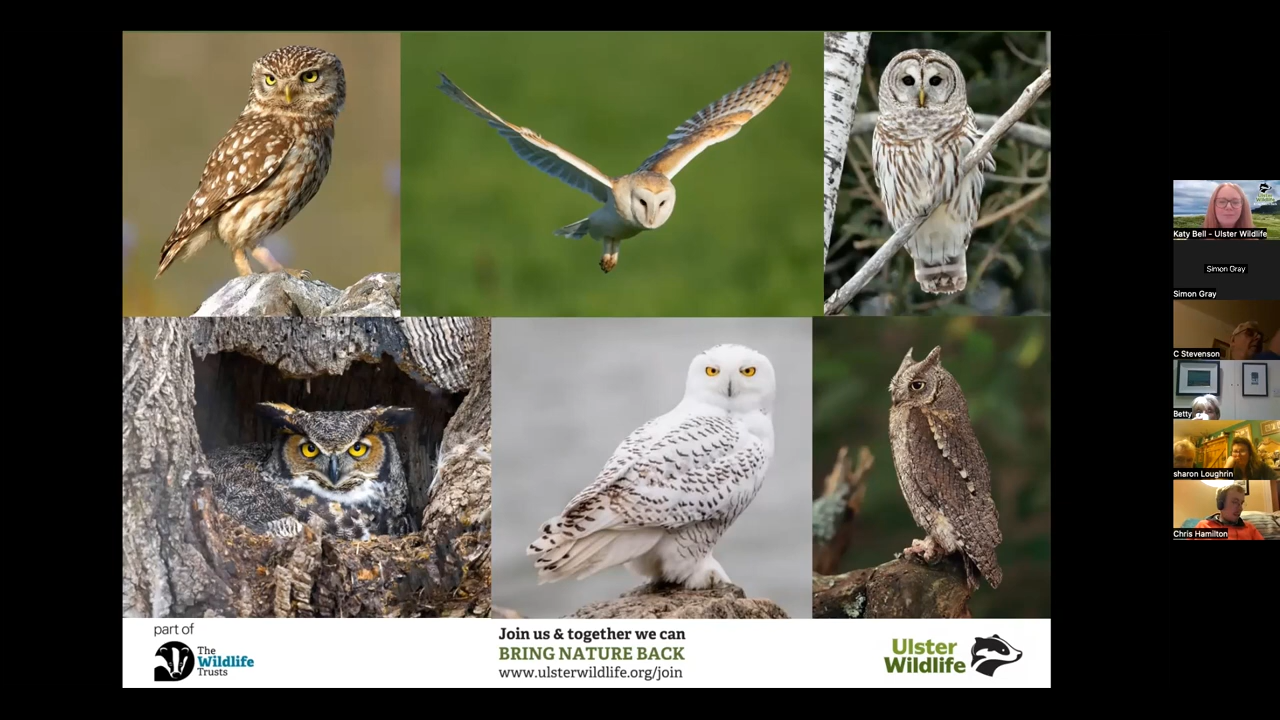 part of
The
Wildlife
Trusts
Join us & together we can
BRING NATURE BACK
www.ulsterwildlife.org/join
Ulster
Wildlife
Katy Bell - Ulster Wildlife
Simon Gray
Simon Gray
C Stevenson
Betty
sharon Loughrin
Chris Hamilton